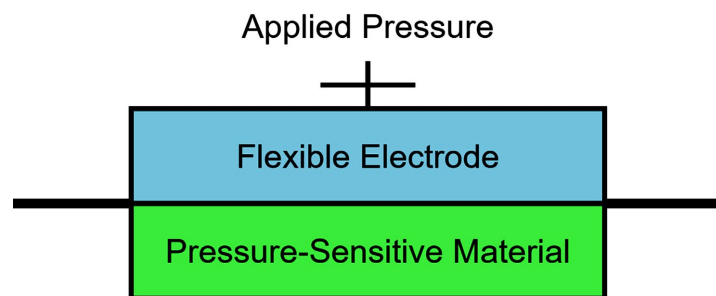 Applied Pressure
Flexible Electrode
Pressure-Sensitive Material